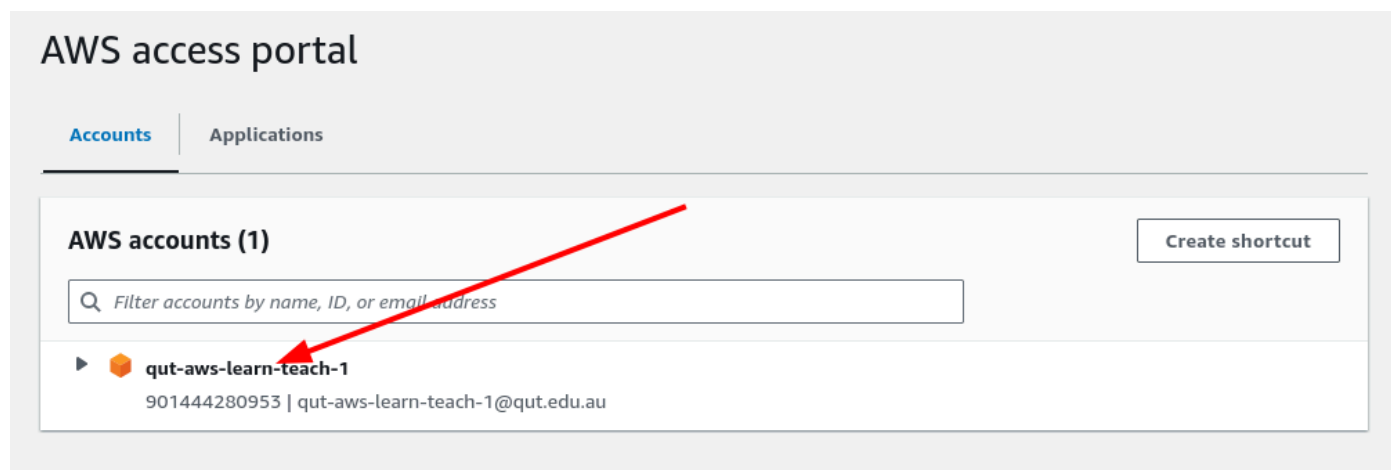 AWS access portal
Accounts
Applications
AWS accounts (1)
Create shortcut
Filter accounts by name, ID, or email address
qut-aws-learn-teach-1
901444280953 | qut-aws-learn-teach-1@qut.edu.au